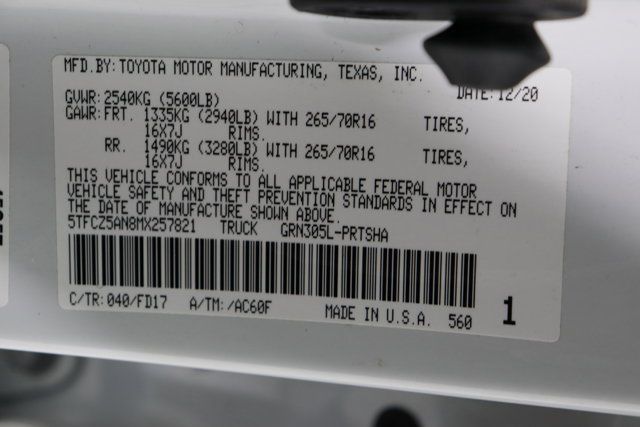 MFD.BY: TOYOTA MOTOR MANUFACTURING, TEXAS, INC.
DATE: 12/20
GVWR: 2540KG (5600LB)
GAWR: FRT. 1335KG (2940LB) WITH 265/70R16 TIRES,
16X7J RIMS.
RR. 1490KG (3280LB) WITH 265/70R16 TIRES,
16X7J RIMS.
THIS VEHICLE CONFORMS TO ALL APPLICABLE FEDERAL MOTOR
VEHICLE SAFETY AND THEFT PREVENTION STANDARDS IN EFFECT ON
THE DATE OF MANUFACTURE SHOWN ABOVE.
5TFCZ5AN8MX257821 TRUCK GRN305L-PRTSHA
C/TR: 040/FD17 A/TM: /AC60F MADE IN U.S.A. 560 1